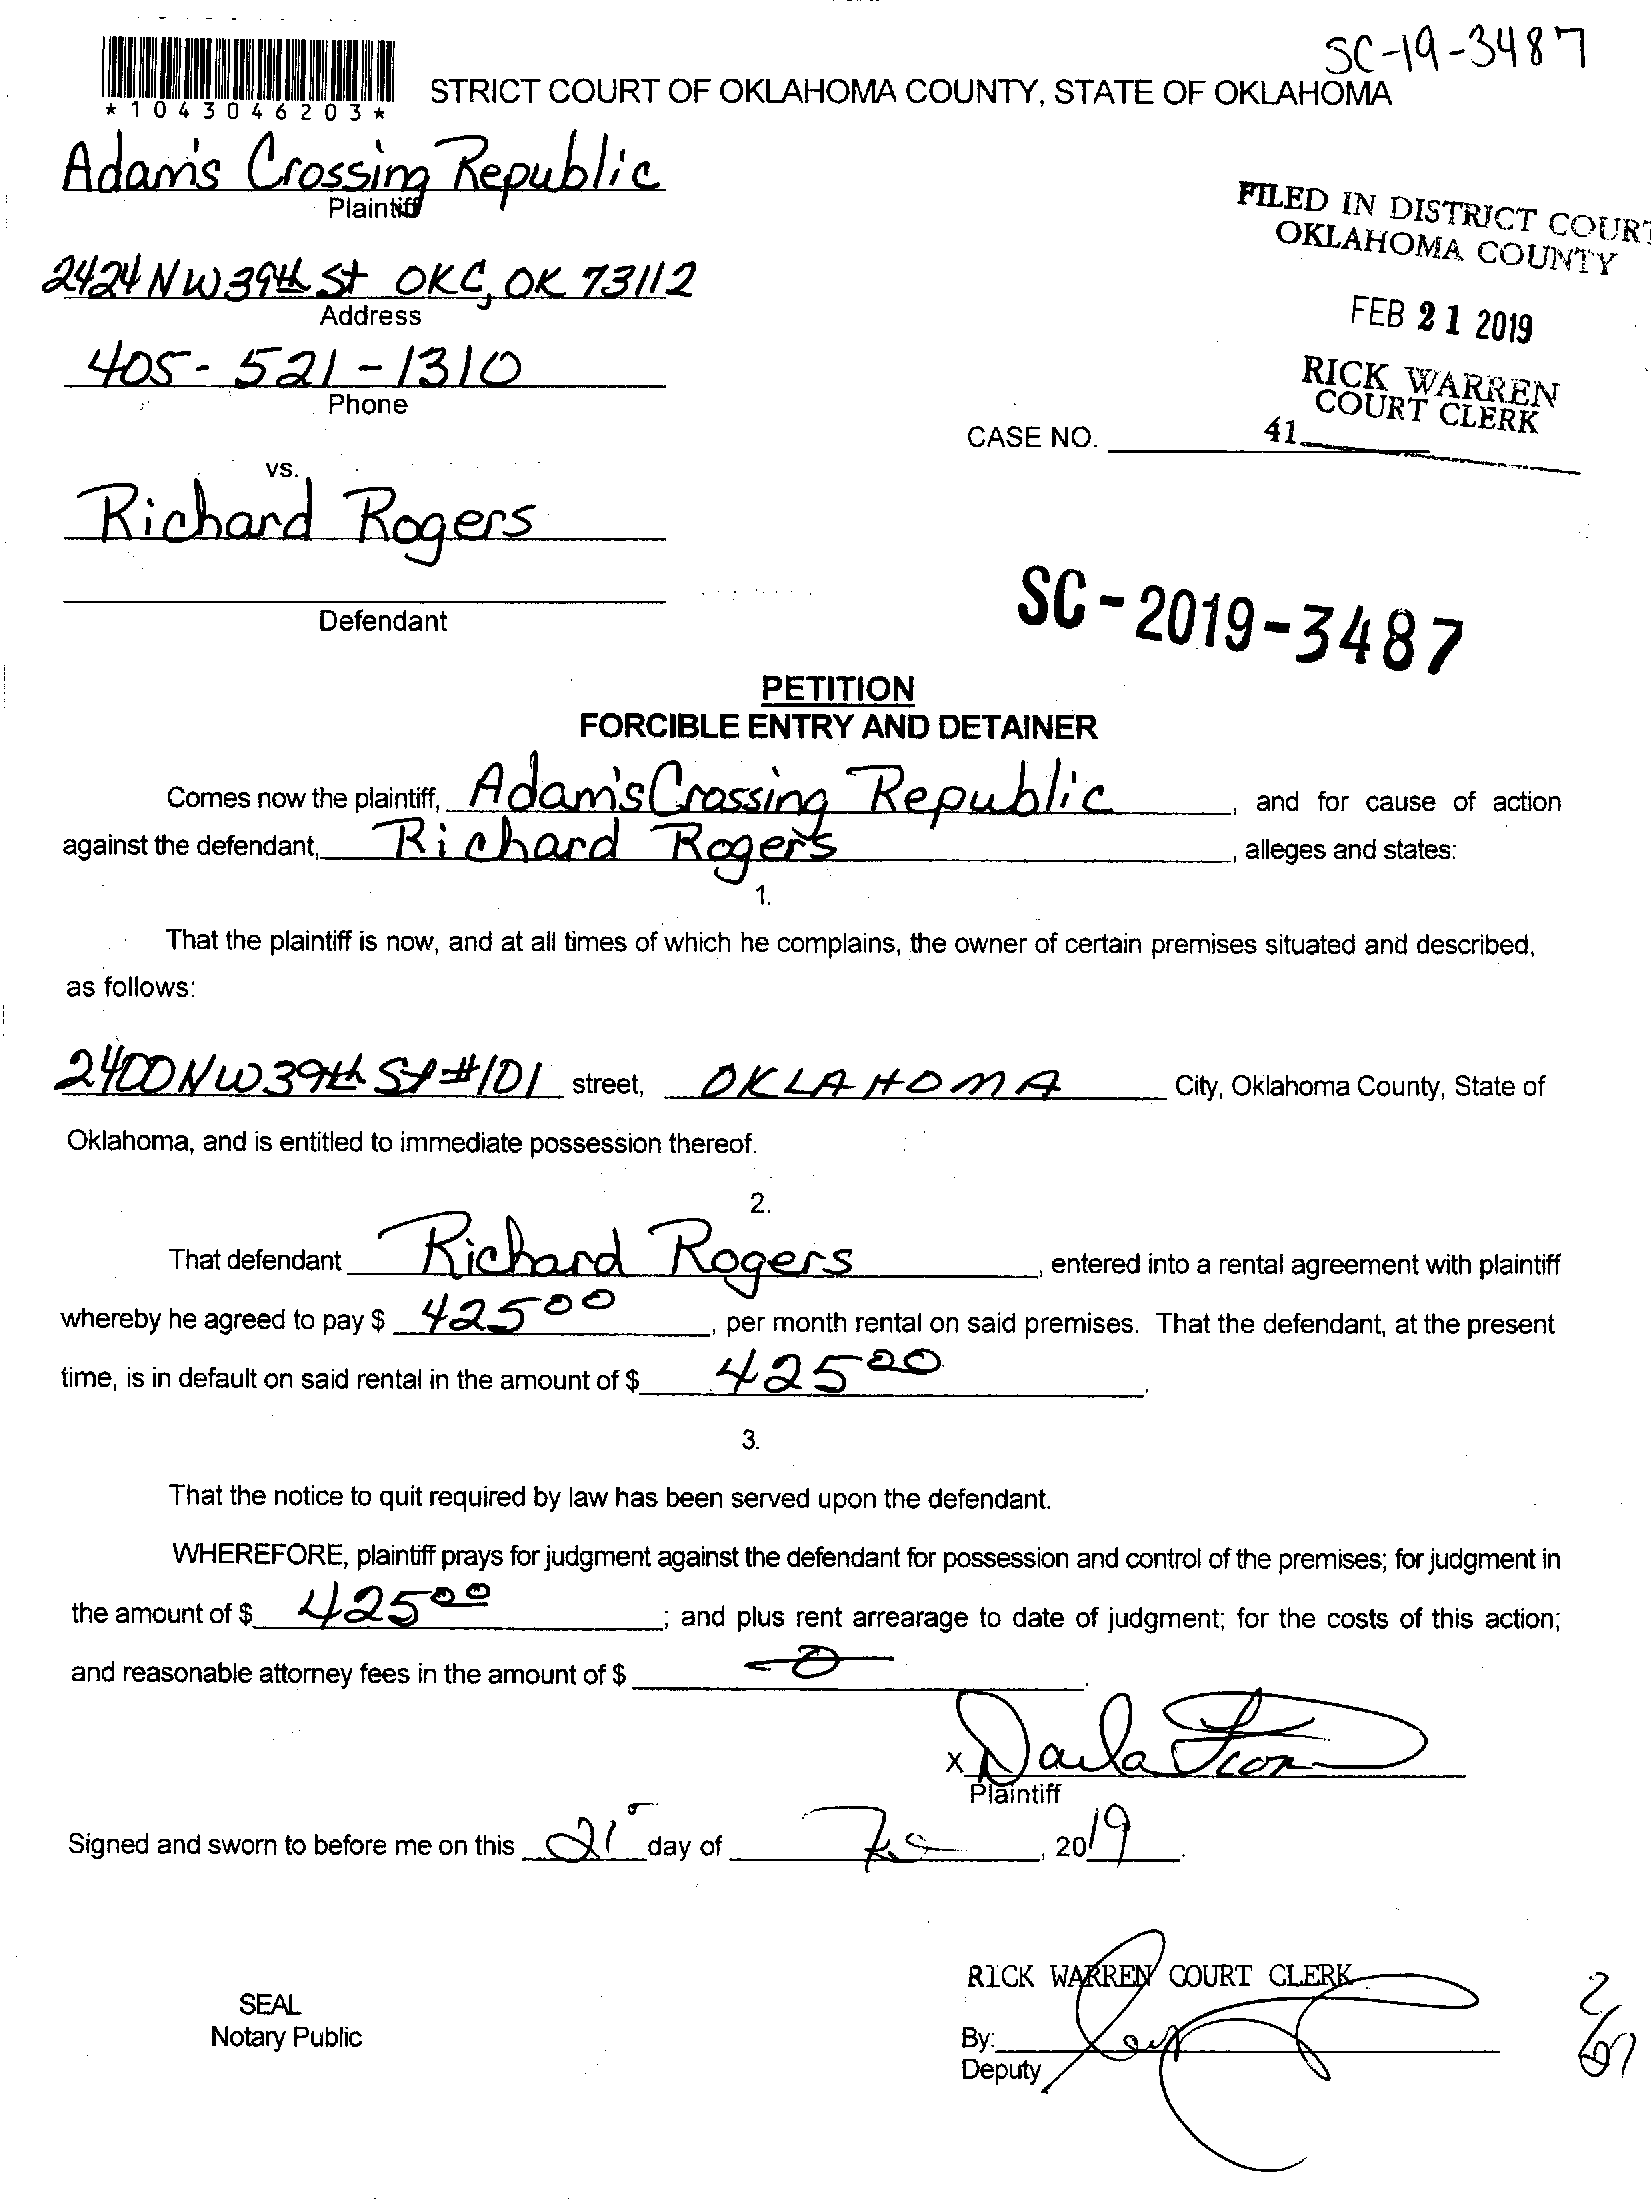 SC-19-3487
*1043046203*
STRICT COURT OF OKLAHOMA COUNTY, STATE OF OKLAHOMA
Adam's Crossing Republic
Plaintiff
FILED IN DISTRICT COURT
OKLAHOMA COUNTY
2424 NW 39th St OKC, OK 73112
Address
FEB 21 2019
405-521-1310
Phone
RICK WARREN
COURT CLERK
CASE NO. 41
vs.
Richard Rogers
Defendant
SC-2019-3487
PETITION
FORCIBLE ENTRY AND DETAINER
Comes now the plaintiff, Adam's Crossing Republic, and for cause of action
against the defendant, Richard Rogers, alleges and states:
1.
That the plaintiff is now, and at all times of which he complains, the owner of certain premises situated and described,
as follows:
2400 NW 39th St #101 street, OKLAHOMA City, Oklahoma County, State of
Oklahoma, and is entitled to immediate possession thereof.
2.
That defendant Richard Rogers, entered into a rental agreement with plaintiff
whereby he agreed to pay $ 425 00, per month rental on said premises. That the defendant, at the present
time, is in default on said rental in the amount of $ 425 00.
3.
That the notice to quit required by law has been served upon the defendant.
WHEREFORE, plaintiff prays for judgment against the defendant for possession and control of the premises; for judgment in
the amount of $ 425 00; and plus rent arrearage to date of judgment; for the costs of this action;
and reasonable attorney fees in the amount of $ -0-.
X Darla
Plaintiff
Signed and sworn to before me on this 21 day of Feb, 2019.
RICK WARREN COURT CLERK
SEAL
Notary Public
By:
Deputy